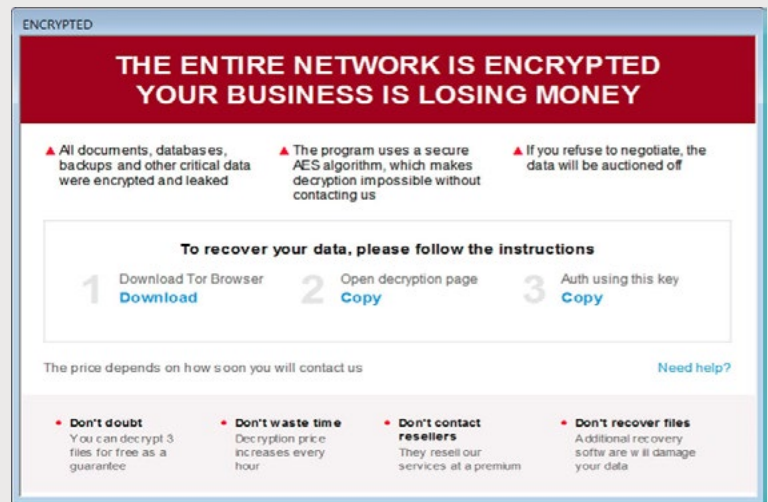 ENCRYPTED
THE ENTIRE NETWORK IS ENCRYPTED
YOUR BUSINESS IS LOSING MONEY
All documents, databases,
backups and other critical data
were encrypted and leaked
The program uses a secure
AES algorithm, which makes
decryption impossible without
contacting us
If you refuse to negotiate, the
data will be auctioned off
To recover your data, please follow the instructions
1
Download Tor Browser
Download
2
Open decryption page
Copy
3
Auth using this key
Copy
The price depends on how soon you will contact us
Need help?
Don't doubt
You can decrypt 3
files for free as a
guarantee
Don't waste time
Decryption price
increases every
hour
Don't contact
resellers
They resell our
services at a premium
Don't recover files
Additional recovery
software will damage
your data